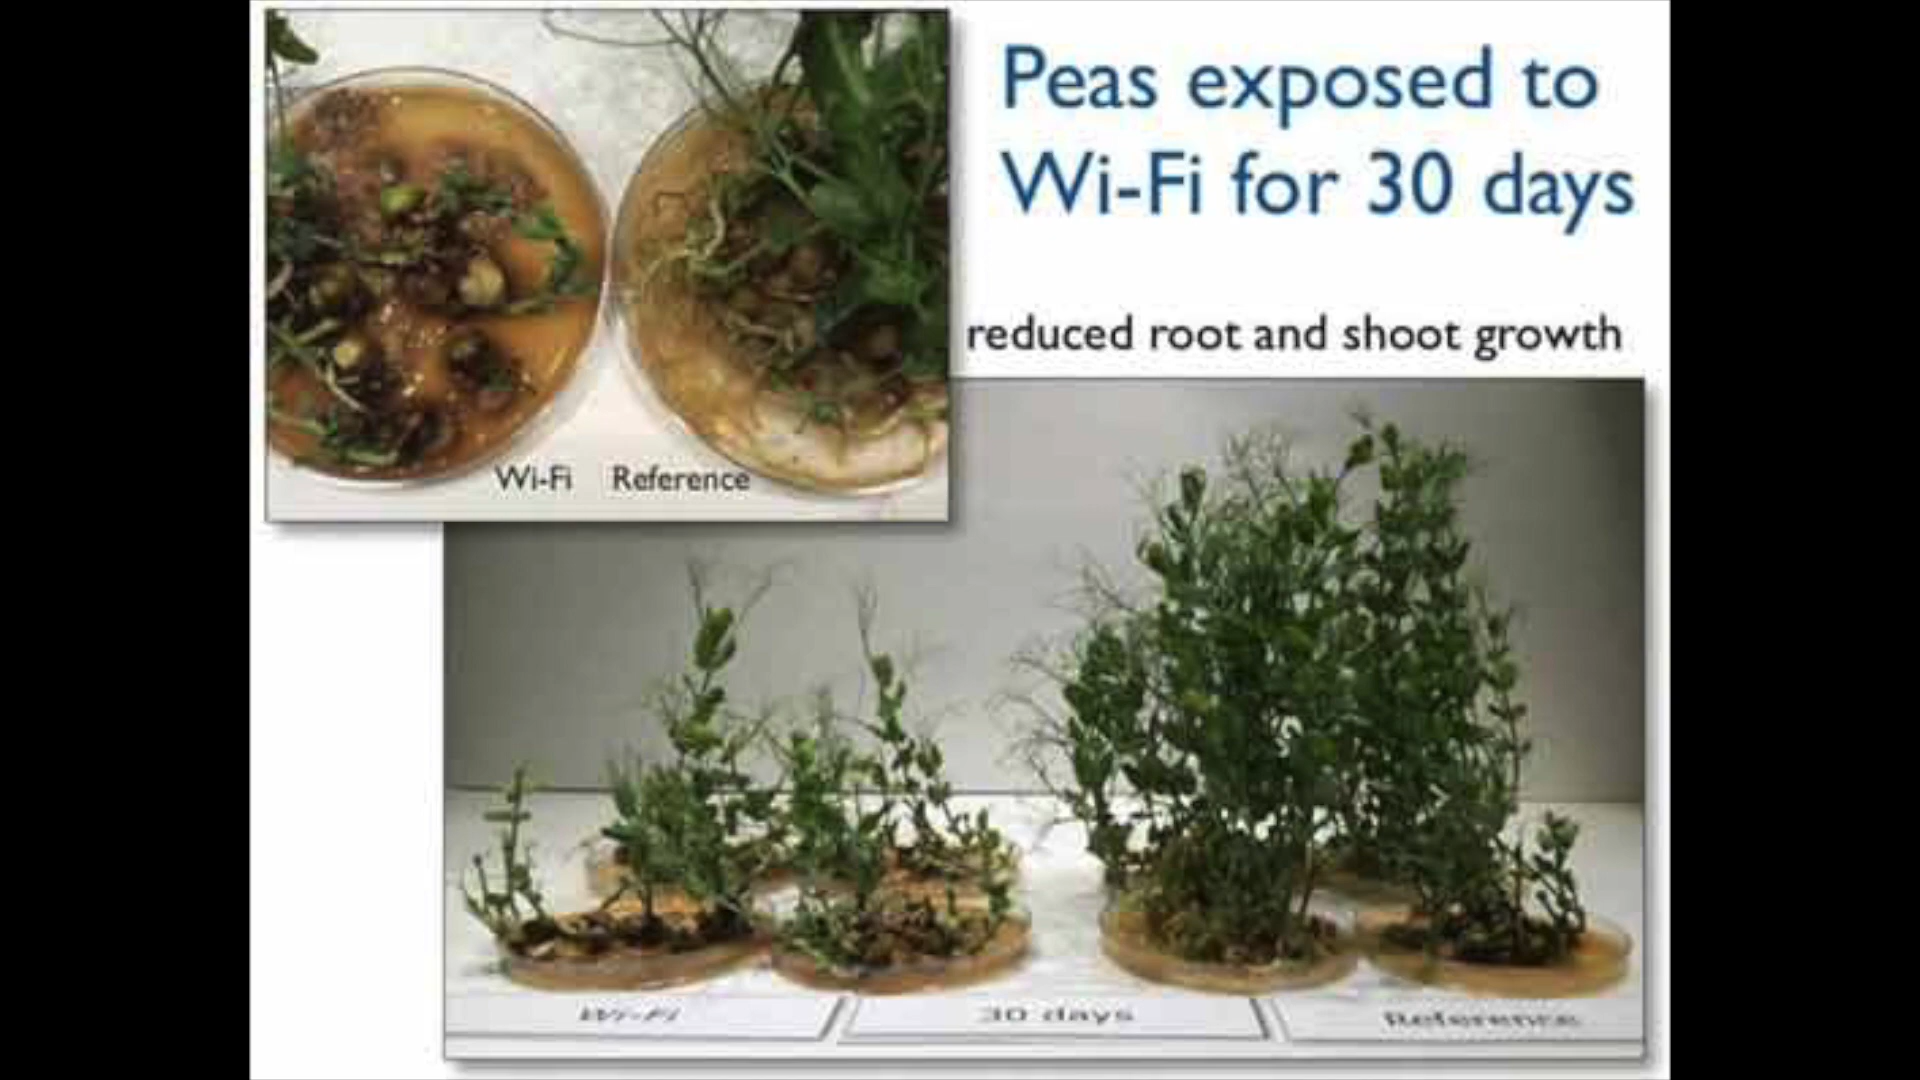 Peas exposed to
Wi-Fi for 30 days
reduced root and shoot growth
Wi-Fi Reference
Wi-Fi 30 days Reference